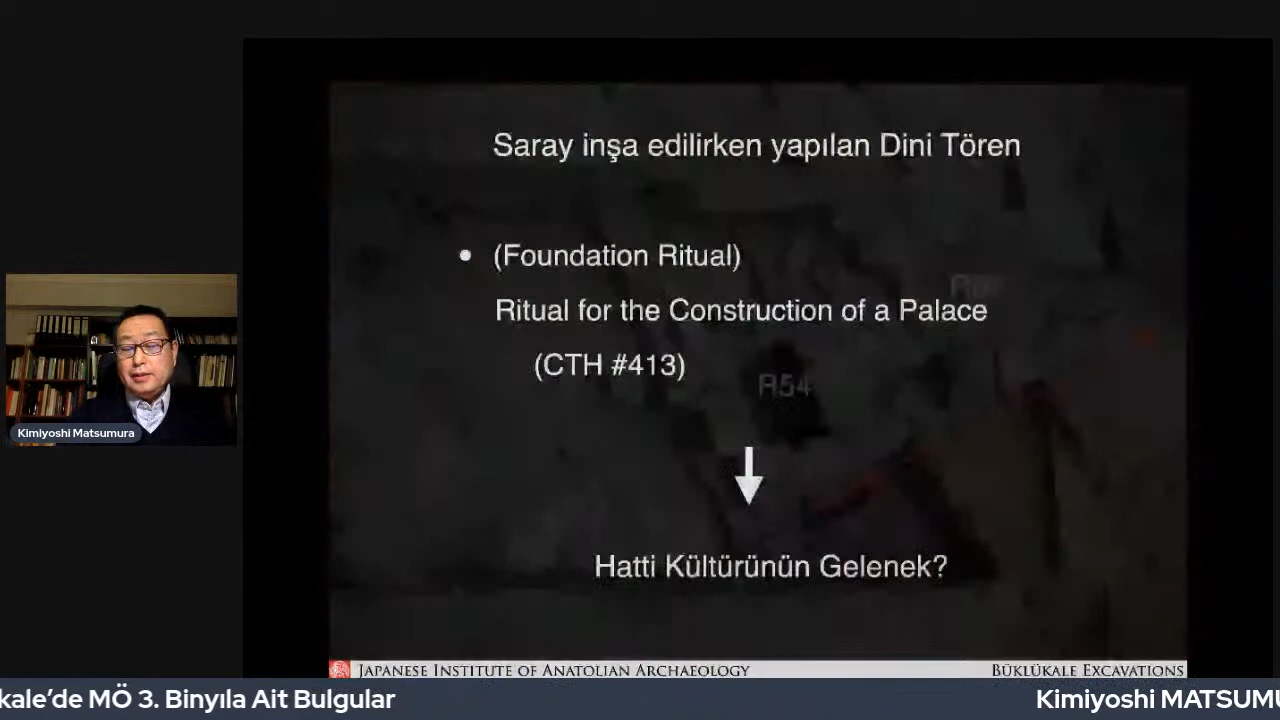 Saray inşa edilirken yapılan Dini Tören
• (Foundation Ritual)
Ritual for the Construction of a Palace
(CTH #413)
R54
Hatti Kültürünün Gelenek?
Kimiyoshi Matsumura
JAPANESE INSTITUTE OF ANATOLIAN ARCHAEOLOGY
BÜKLÜKALE EXCAVATIONS
kale’de MÖ 3. Binyıla Ait Bulgular
Kimiyoshi MATSUMU